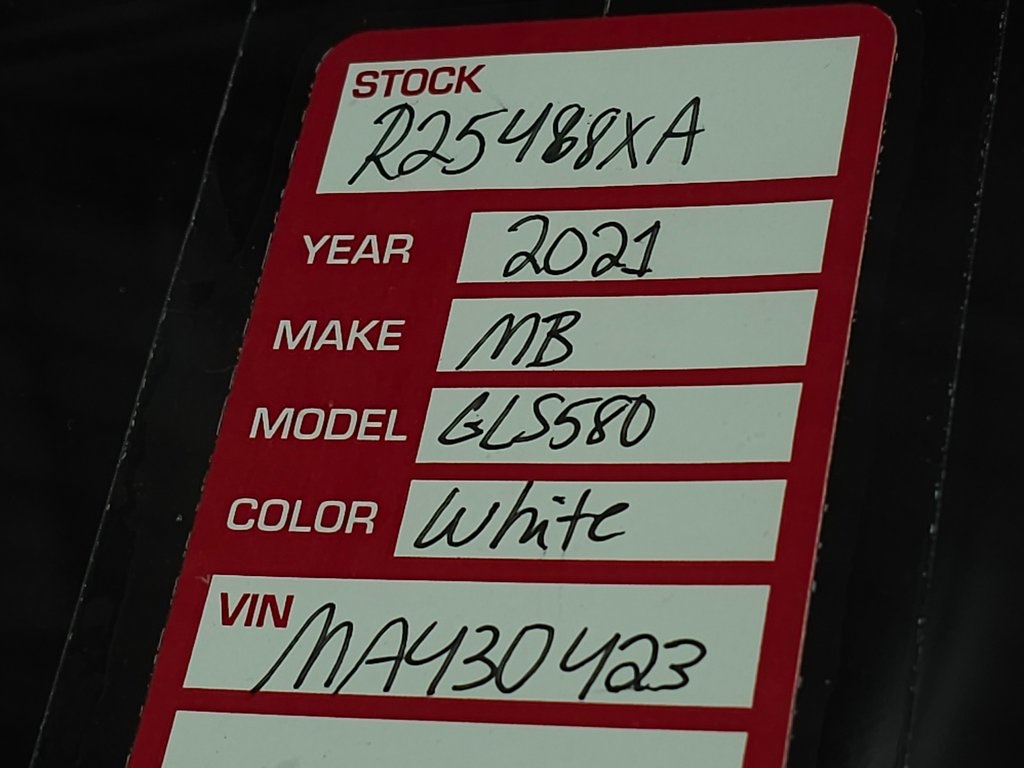 STOCK
R25488XA
YEAR 2021
MAKE MB
MODEL GLS580
COLOR White
VIN
MA430423